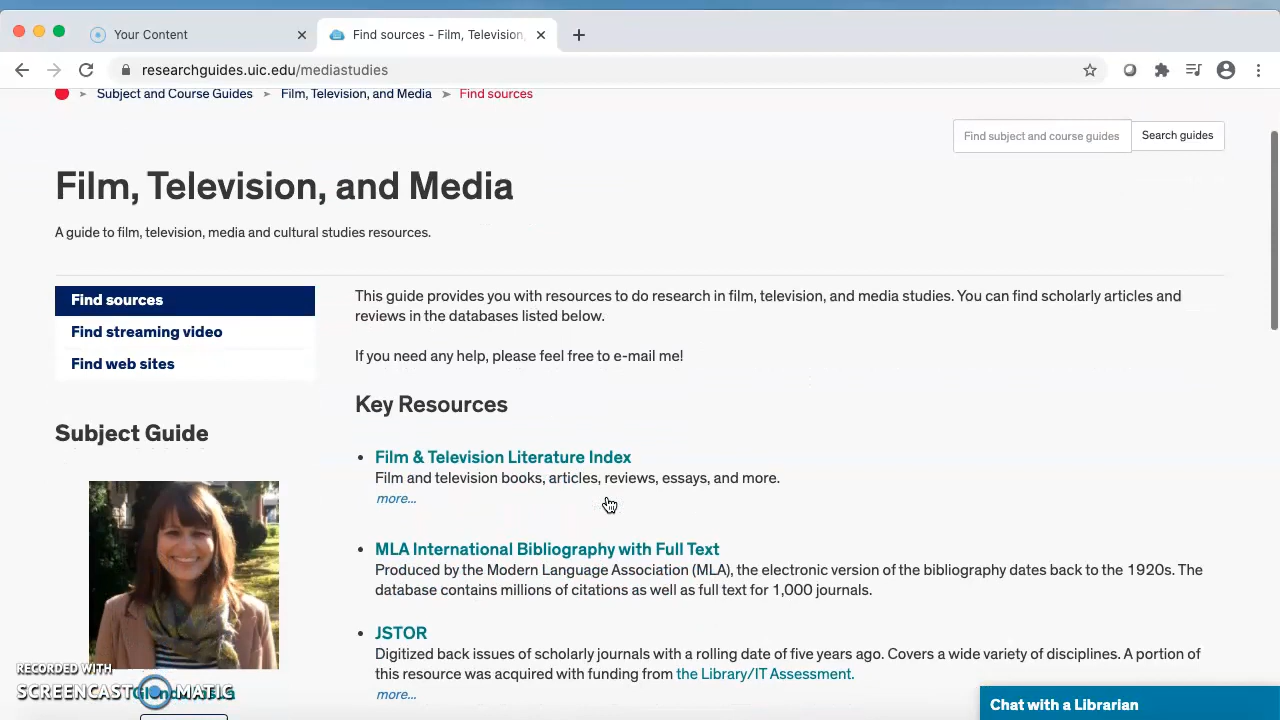 Your Content
Find sources - Film, Television,
researchguides.uic.edu/mediastudies
Subject and Course Guides > Film, Television, and Media > Find sources
Find subject and course guides
Search guides
Film, Television, and Media
A guide to film, television, media and cultural studies resources.
Find sources
Find streaming video
Find web sites
Subject Guide
This guide provides you with resources to do research in film, television, and media studies. You can find scholarly articles and
reviews in the databases listed below.
If you need any help, please feel free to e-mail me!
Key Resources
• Film & Television Literature Index
Film and television books, articles, reviews, essays, and more.
more...
• MLA International Bibliography with Full Text
Produced by the Modern Language Association (MLA), the electronic version of the bibliography dates back to the 1920s. The
database contains millions of citations as well as full text for 1,000 journals.
• JSTOR
Digitized back issues of scholarly journals with a rolling date of five years ago. Covers a wide variety of disciplines. A portion of
this resource was acquired with funding from the Library/IT Assessment.
more...
RECORDED WITH
SCREENCAST MATIC
Chat with a Librarian